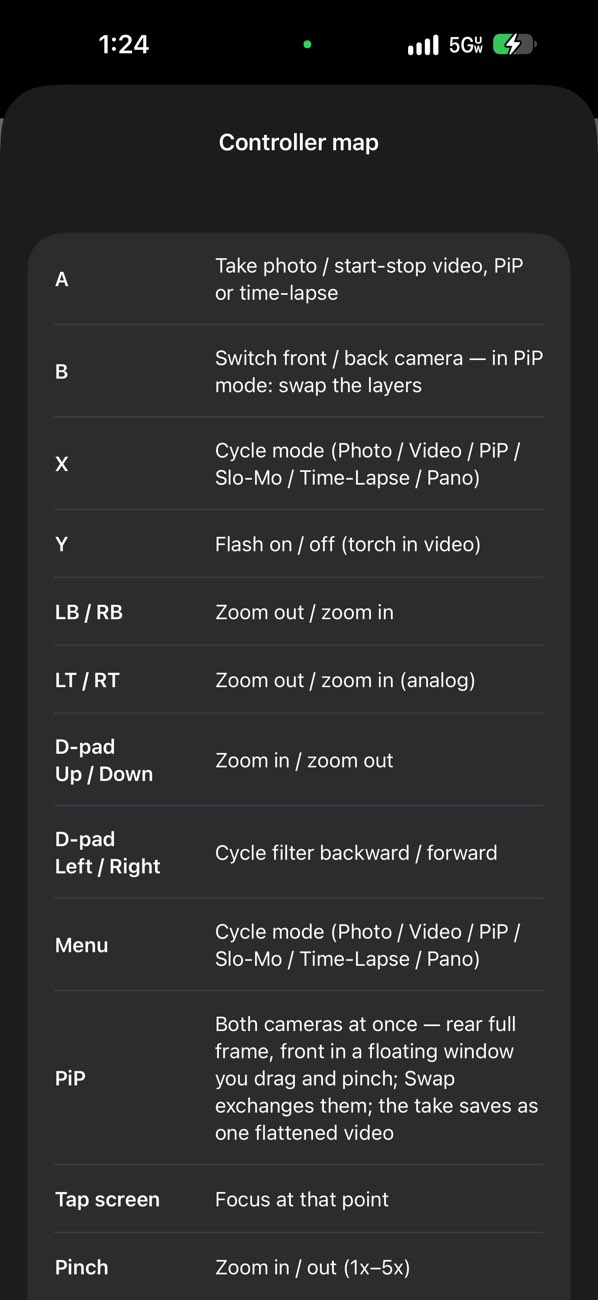 1:24
5GUW
Controller map
A
Take photo / start-stop video, PiP
or time-lapse
B
Switch front / back camera — in PiP
mode: swap the layers
X
Cycle mode (Photo / Video / PiP /
Slo-Mo / Time-Lapse / Pano)
Y
Flash on / off (torch in video)
LB / RB
Zoom out / zoom in
LT / RT
Zoom out / zoom in (analog)
D-pad
Up / Down
Zoom in / zoom out
D-pad
Left / Right
Cycle filter backward / forward
Menu
Cycle mode (Photo / Video / PiP /
Slo-Mo / Time-Lapse / Pano)
PiP
Both cameras at once — rear full
frame, front in a floating window
you drag and pinch; Swap
exchanges them; the take saves as
one flattened video
Tap screen
Focus at that point
Pinch
Zoom in / out (1x–5x)